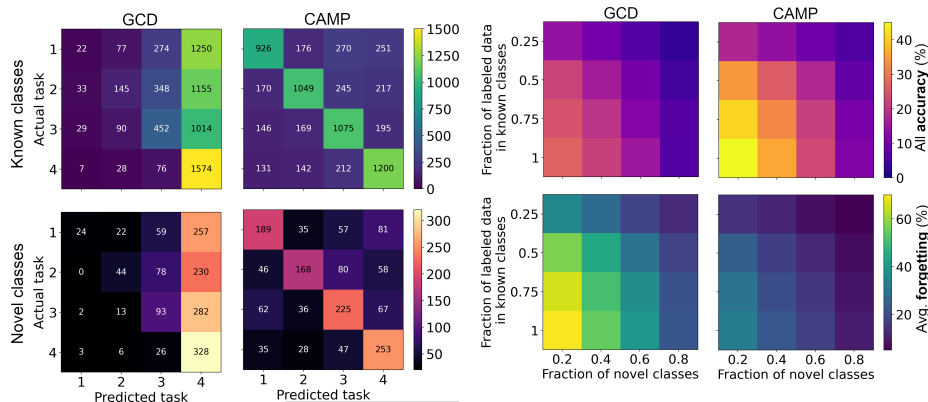 GCD
CAMP
Known classes
Actual task
1
2
3
4
22 77 274 1250
33 145 348 1155
29 90 452 1014
7 28 76 1574
926 176 270 251
170 1049 245 217
146 169 1075 195
131 142 212 1200
1500
1250
1000
750
500
250
0
Novel classes
Actual task
1
2
3
4
24 22 59 257
0 44 78 230
2 13 93 282
3 6 26 328
1 2 3 4
Predicted task
189 35 57 81
46 168 80 58
62 36 225 67
35 28 47 253
1 2 3 4
Predicted task
300
250
200
150
100
50
GCD
CAMP
Fraction of labeled data
in known classes
0.25
0.5
0.75
1
40
30
20
10
0
All accuracy (%)
Fraction of labeled data
in known classes
0.25
0.5
0.75
1
0.2 0.4 0.6 0.8
Fraction of novel classes
0.2 0.4 0.6 0.8
Fraction of novel classes
60
40
20
Avg. forgetting (%)